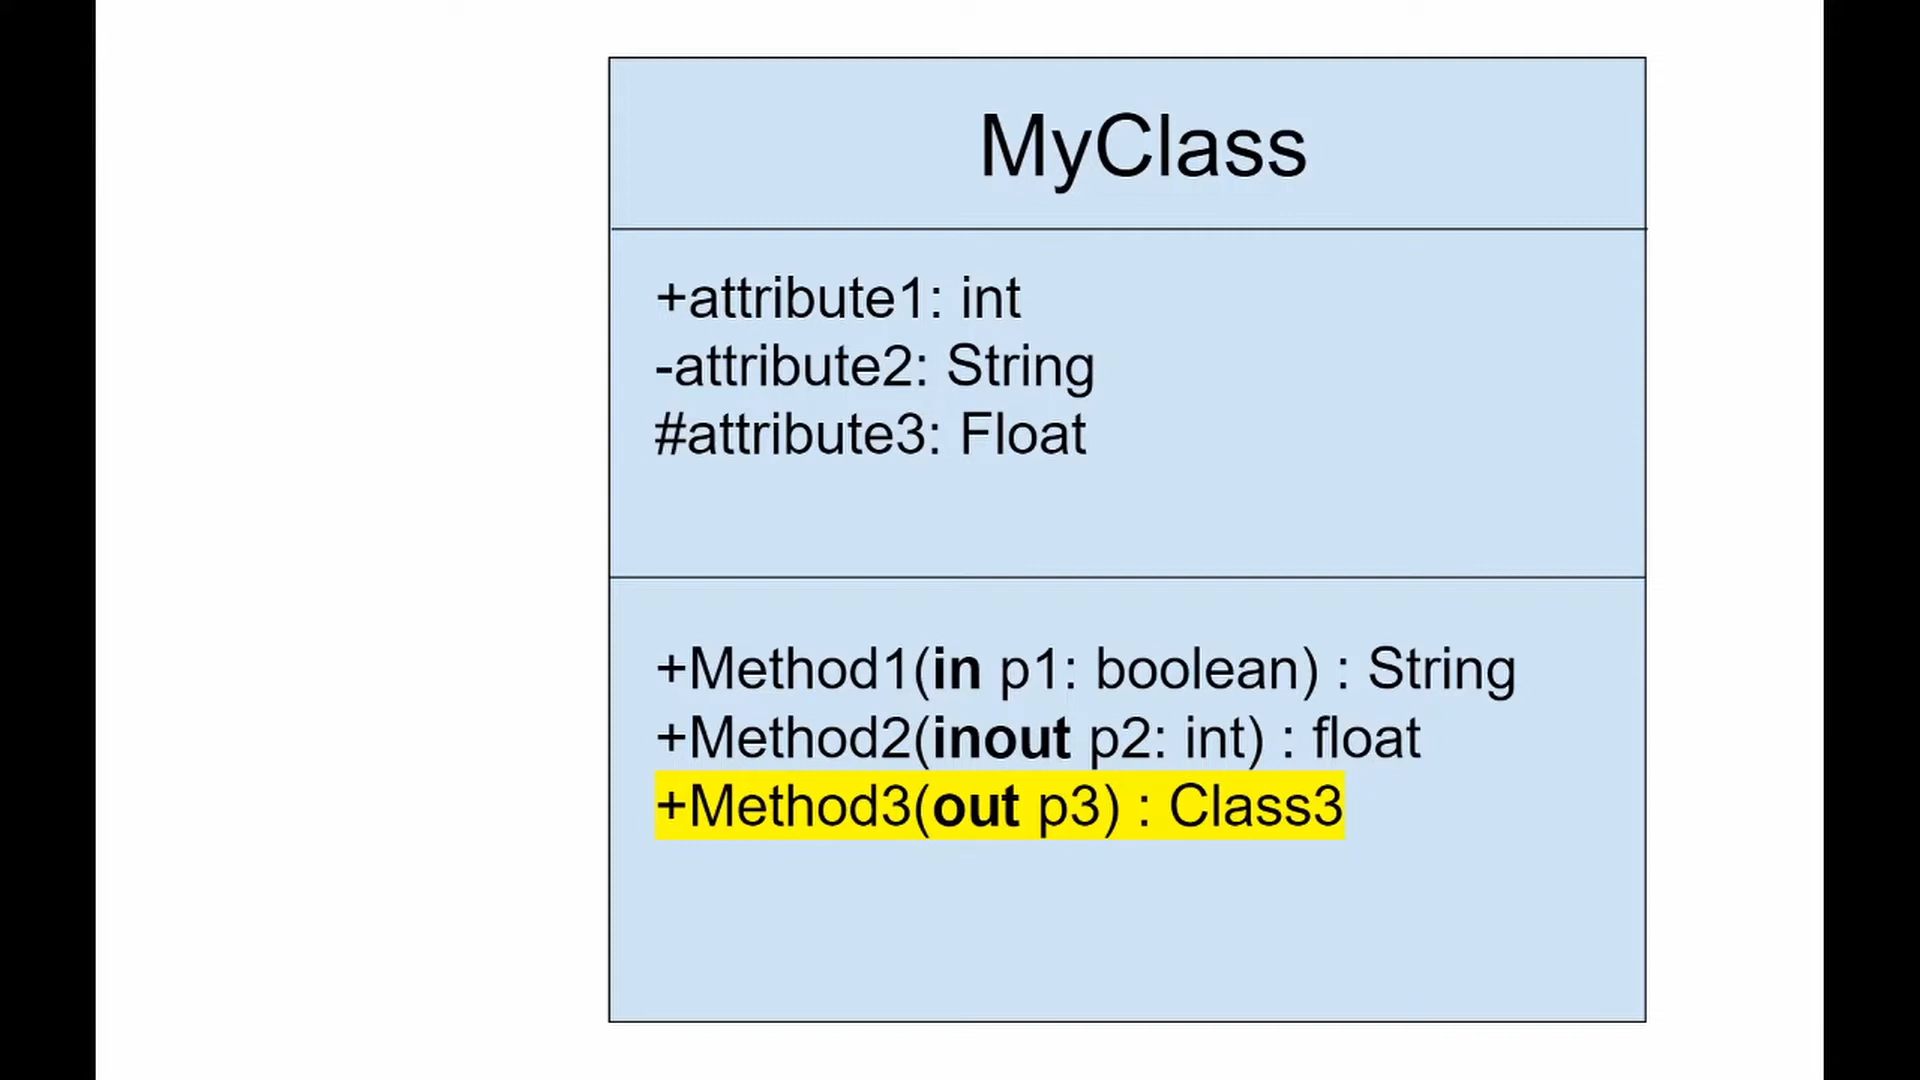 MyClass
+attribute1: int
-attribute2: String
#attribute3: Float
+Method1(in p1: boolean) : String
+Method2(inout p2: int) : float
+Method3(out p3) : Class3